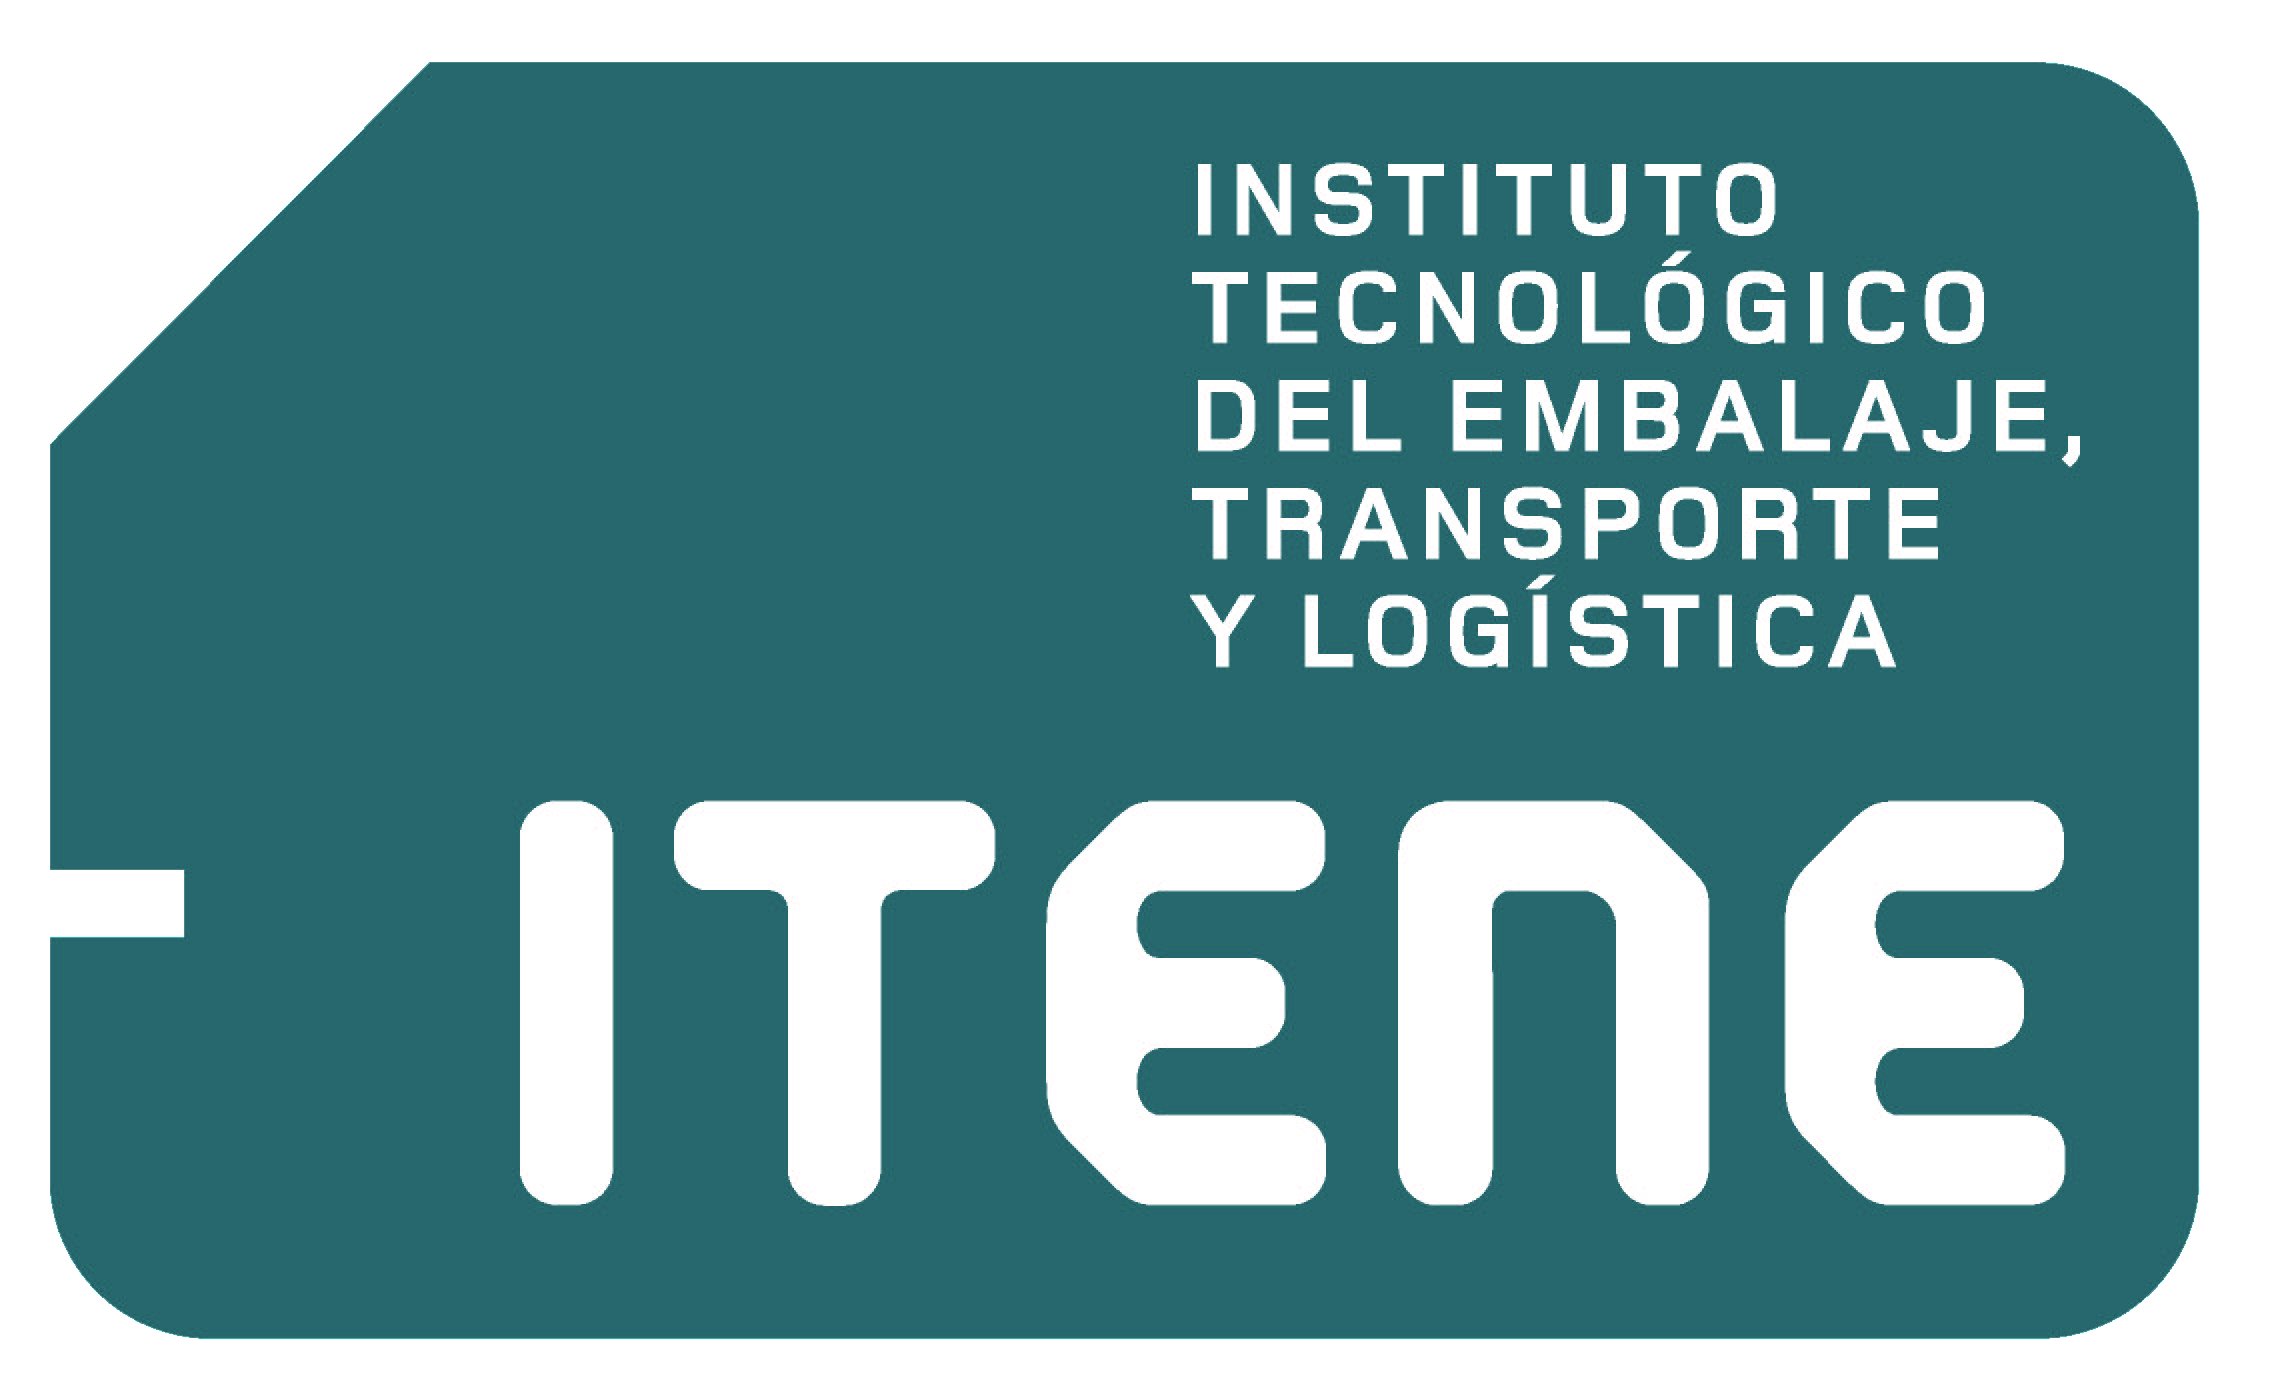 INSTITUTO
TECNOLÓGICO
DEL EMBALAJE,
TRANSPORTE
Y LOGÍSTICA
ITENE